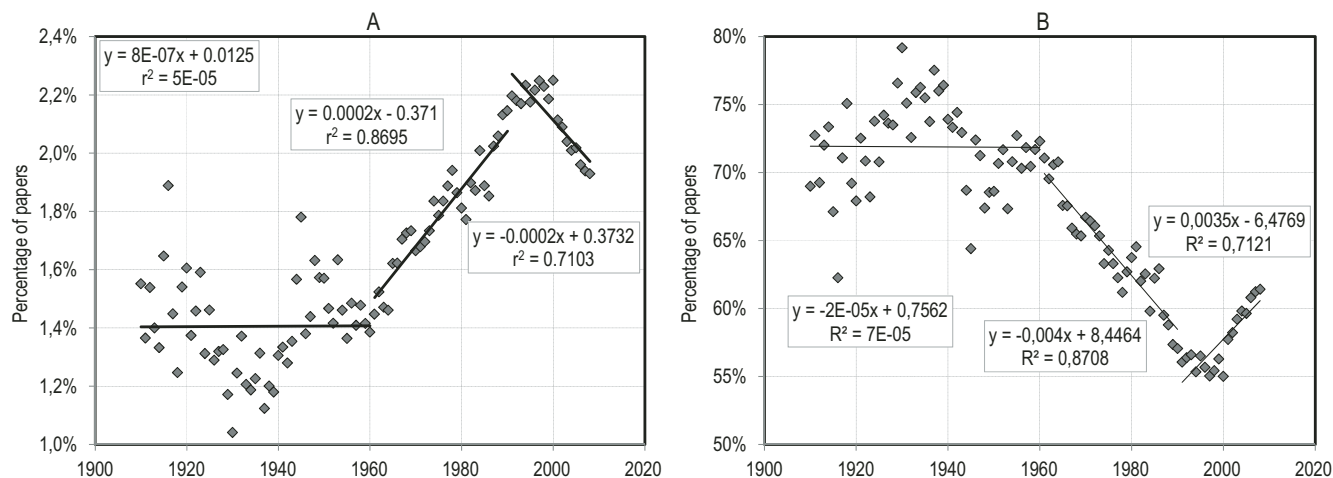 A
2,4%
2,2%
2,0%
1,8%
1,6%
1,4%
1,2%
1,0%
Percentage of papers
y = 8E-07x + 0.0125
r² = 5E-05
y = 0.0002x - 0.371
r² = 0.8695
y = -0.0002x + 0.3732
r² = 0.7103
1900 1920 1940 1960 1980 2000 2020
B
80%
75%
70%
65%
60%
55%
50%
Percentage of papers
y = 0,0035x - 6,4769
R² = 0,7121
y = -2E-05x + 0,7562
R² = 7E-05
y = -0,004x + 8,4464
R² = 0,8708
1900 1920 1940 1960 1980 2000 2020